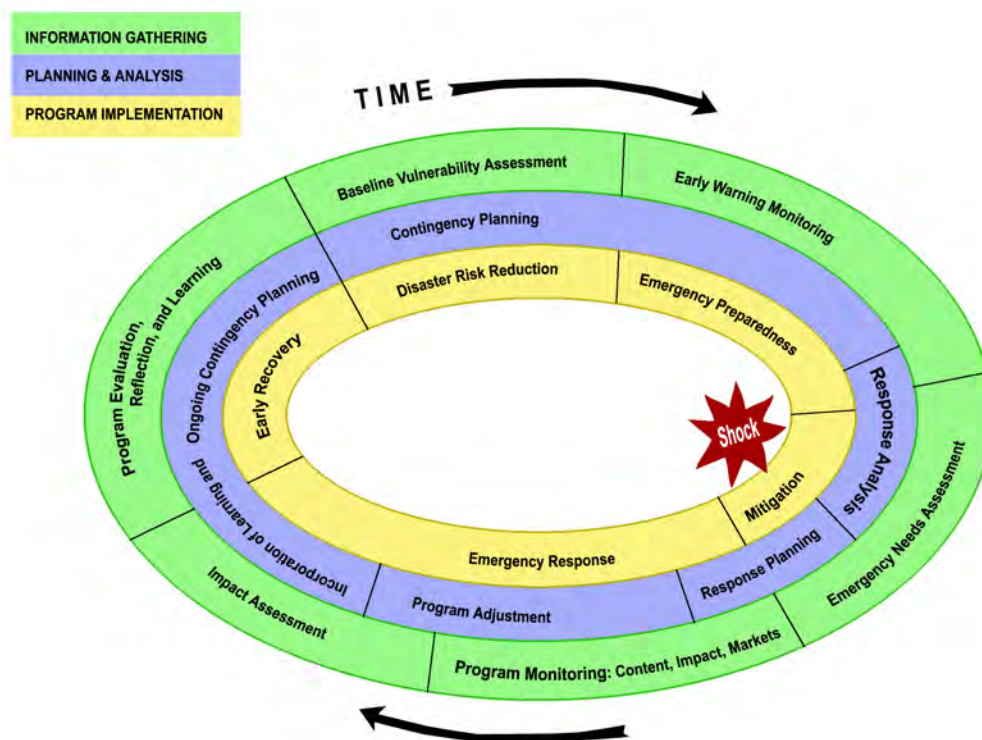 INFORMATION GATHERING
PLANNING & ANALYSIS
PROGRAM IMPLEMENTATION
TIME
Baseline Vulnerability Assessment
Early Warning Monitoring
Emergency Needs Assessment
Program Monitoring: Content, Impact, Markets
Impact Assessment
Program Evaluation,
Reflection, and Learning
Contingency Planning
Response Analysis
Response Planning
Program Adjustment
Incorporation of Learning and
Ongoing Contingency Planning
Disaster Risk Reduction
Emergency Preparedness
Mitigation
Emergency Response
Early Recovery
Shock